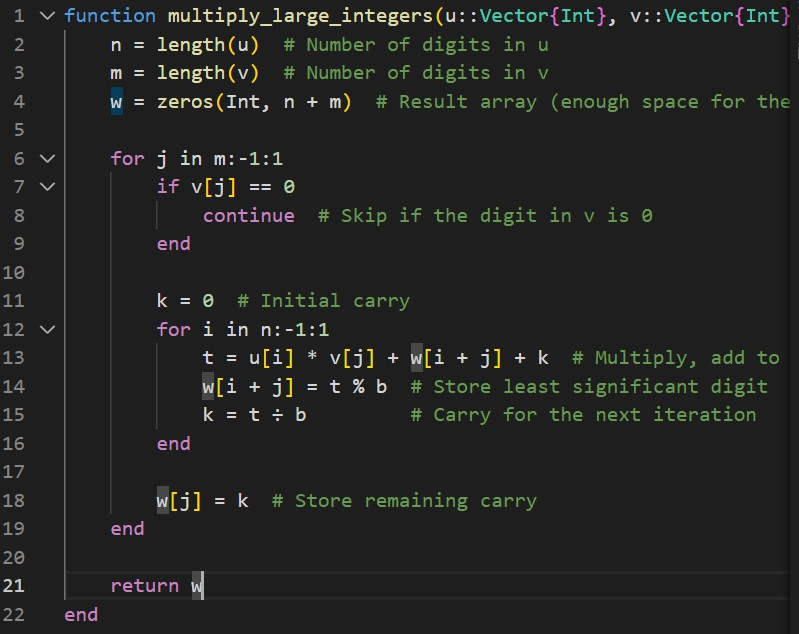 1 function multiply_large_integers(u::Vector{Int}, v::Vector{Int}
2 n = length(u)  # Number of digits in u
3 m = length(v)  # Number of digits in v
4 w = zeros(Int, n + m)  # Result array (enough space for the
5
6 for j in m:-1:1
7 if v[j] == 0
8 continue  # Skip if the digit in v is 0
9 end
10
11 k = 0  # Initial carry
12 for i in n:-1:1
13 t = u[i] * v[j] + w[i + j] + k  # Multiply, add to
14 w[i + j] = t % b  # Store least significant digit
15 k = t ÷ b         # Carry for the next iteration
16 end
17
18 w[j] = k  # Store remaining carry
19 end
20
21 return w
22 end